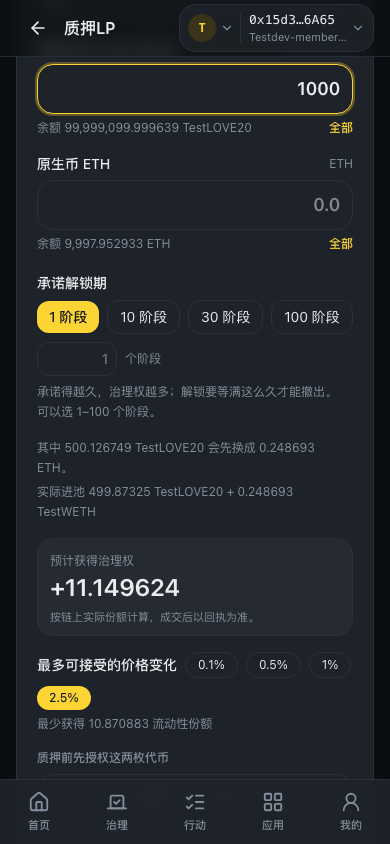 质押LP
T
0x15d3…6A65
Testdev-member…
1000
余额 99,999,099.999639 TestLOVE20
全部
原生币 ETH
ETH
0.0
余额 9,997.952933 ETH
全部
承诺解锁期
1 阶段
10 阶段
30 阶段
100 阶段
1
个阶段
承诺得越久，治理权越多；解锁要等满这么久才能撤出。
可以选 1–100 个阶段。
其中 500.126749 TestLOVE20 会先换成 0.248693
ETH。
实际进池 499.87325 TestLOVE20 + 0.248693
TestWETH
预计获得治理权
+11.149624
按链上实际份额计算，成交后以回执为准。
最多可接受的价格变化
0.1%
0.5%
1%
2.5%
最少获得 10.870883 流动性份额
质押前先授权这两枚代币
首页
治理
行动
应用
我的